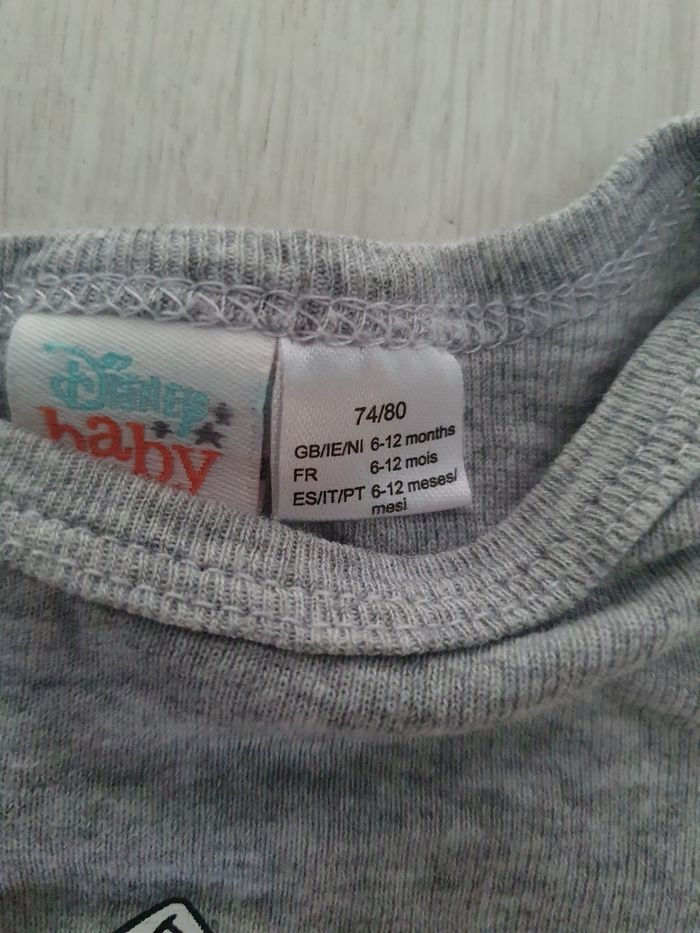 Disney
baby
74/80
GB/IE/NI 6-12 months
FR 6-12 mois
ES/IT/PT 6-12 meses/
mesi